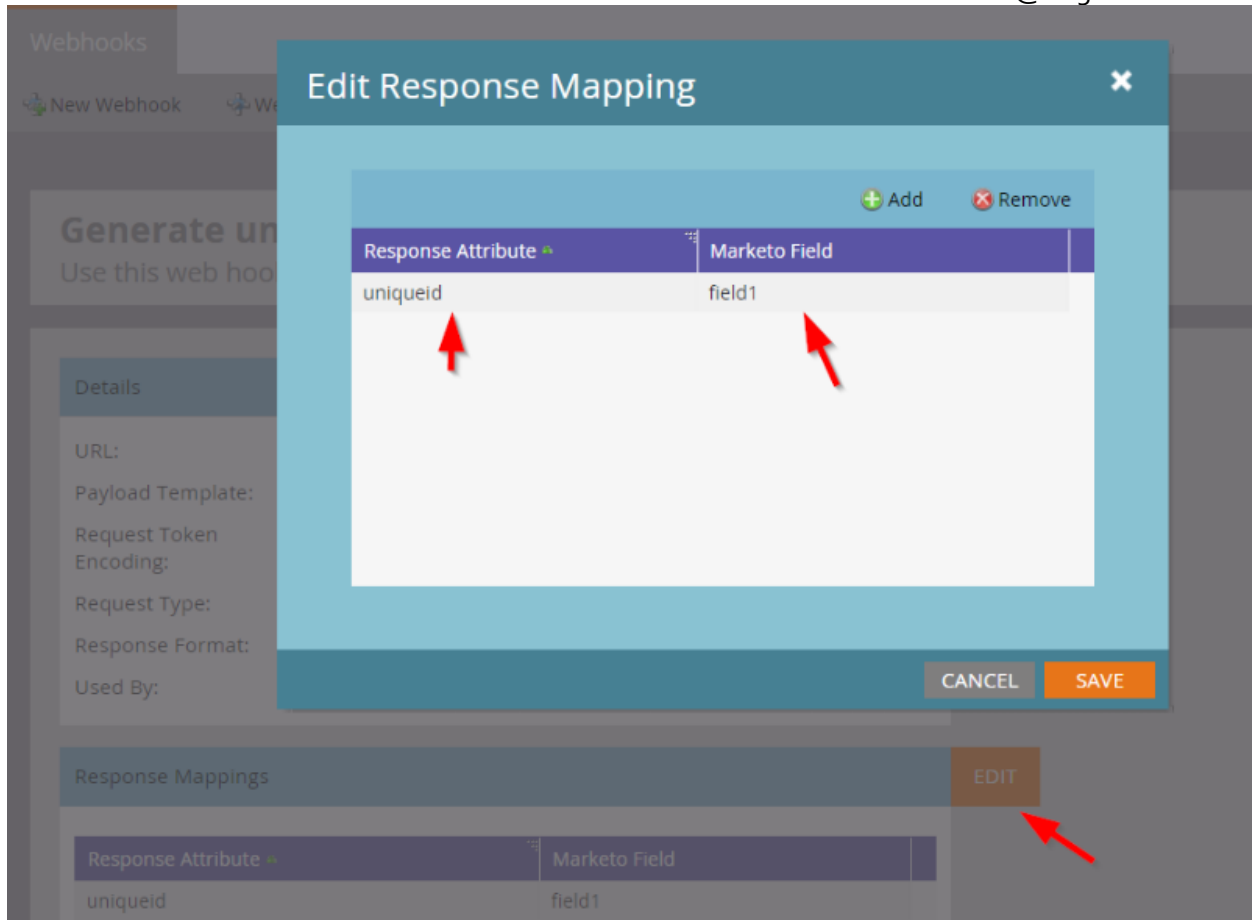 Webhooks
New Webhook We
Edit Response Mapping
Add Remove
Response Attribute Marketo Field
uniqueid field1
CANCEL SAVE
Generate un
Use this web hoo
Details
URL:
Payload Template:
Request Token
Encoding:
Request Type:
Response Format:
Used By:
Response Mappings EDIT
Response Attribute Marketo Field
uniqueid field1